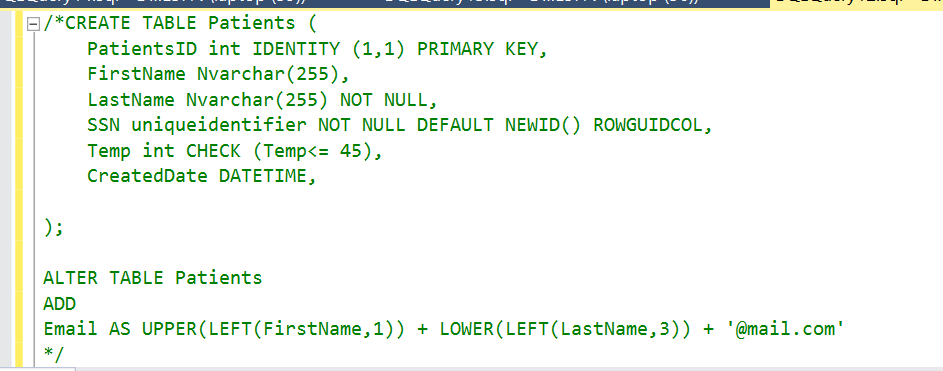 /*CREATE TABLE Patients (
PatientsID int IDENTITY (1,1) PRIMARY KEY,
FirstName Nvarchar(255),
LastName Nvarchar(255) NOT NULL,
SSN uniqueidentifier NOT NULL DEFAULT NEWID() ROWGUIDCOL,
Temp int CHECK (Temp<= 45),
CreatedDate DATETIME,
);
ALTER TABLE Patients
ADD
Email AS UPPER(LEFT(FirstName,1)) + LOWER(LEFT(LastName,3)) + '@mail.com'
*/